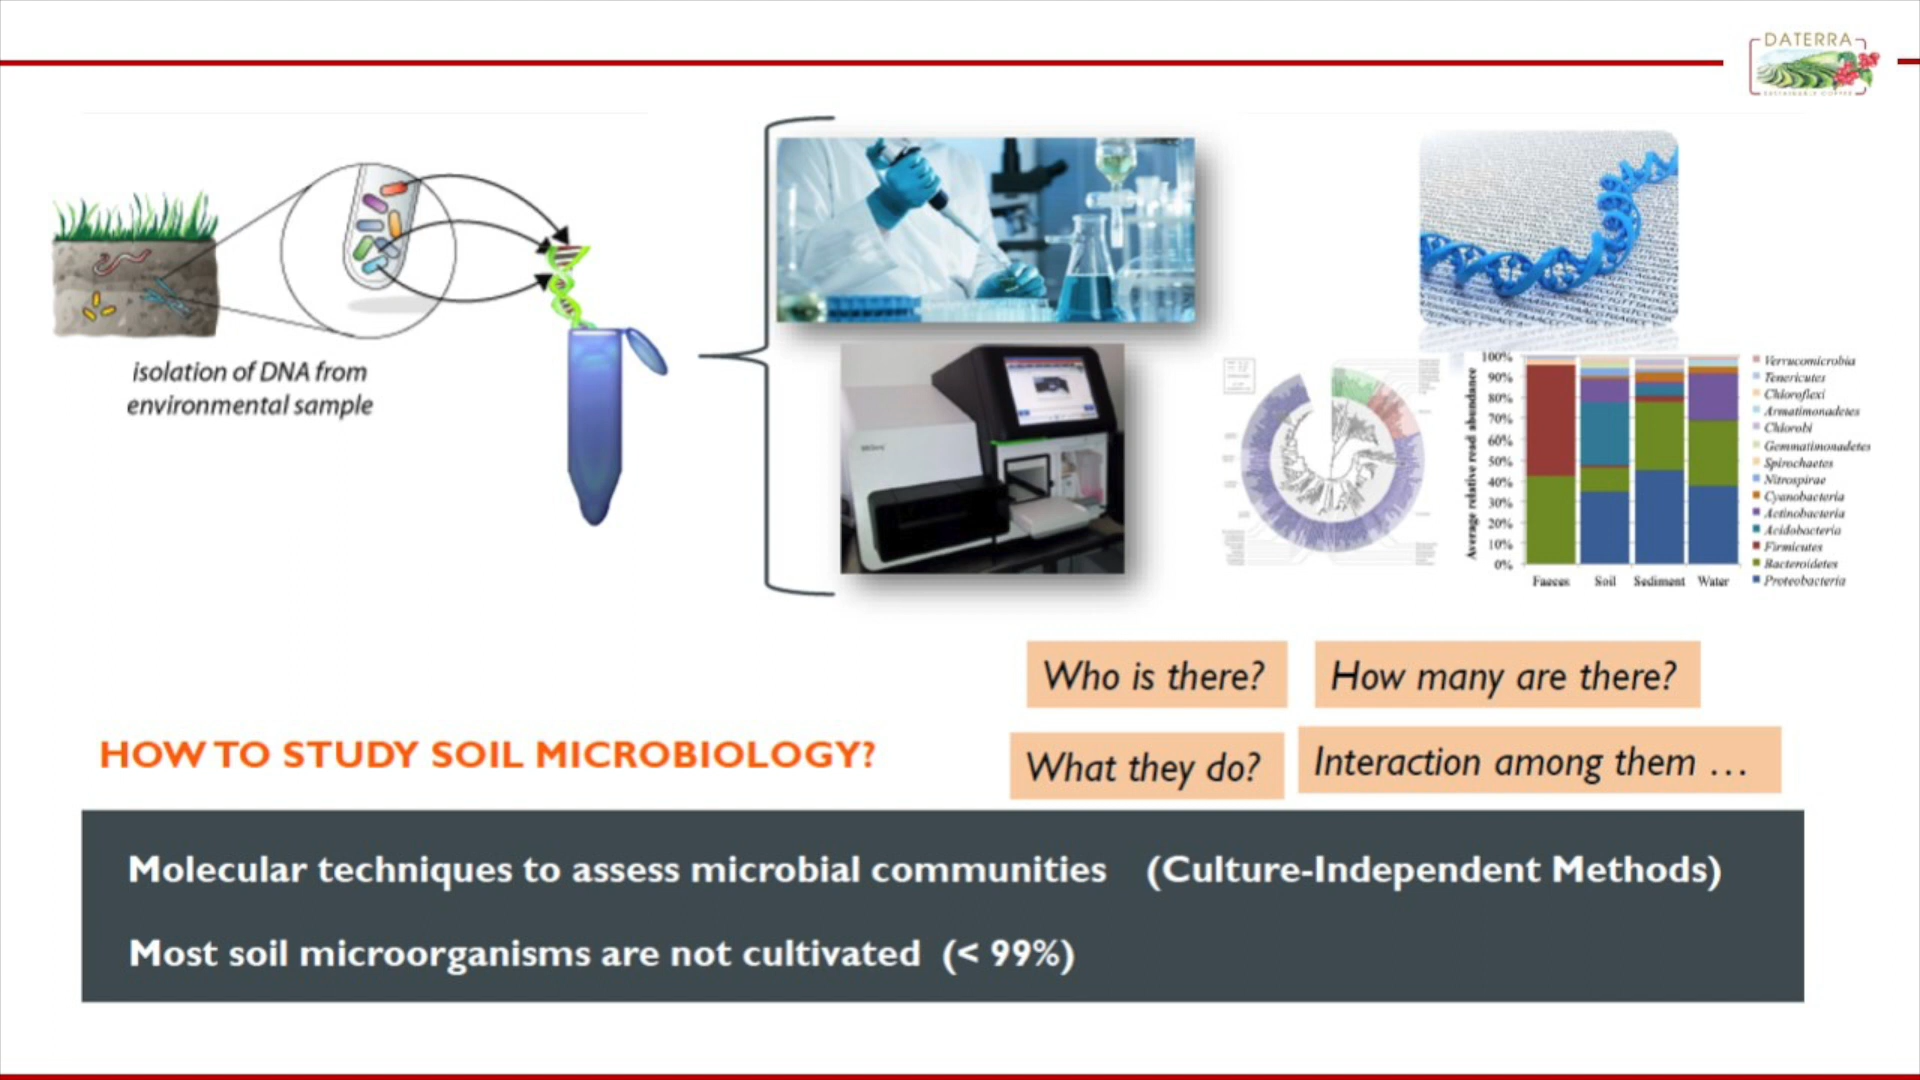 DATERRA
isolation of DNA from
environmental sample
Average relative read abundance
100%
90%
80%
70%
60%
50%
40%
30%
20%
10%
0%
Faeces Soil Sediment Water
Verrucomicrobia
Tenericutes
Chloroflexi
Armatimonadetes
Chlorobi
Gemmatimonadetes
Spirochaetes
Nitrospirae
Cyanobacteria
Actinobacteria
Acidobacteria
Firmicutes
Bacteroidetes
Proteobacteria
Who is there?
How many are there?
What they do?
Interaction among them …
HOW TO STUDY SOIL MICROBIOLOGY?
Molecular techniques to assess microbial communities (Culture-Independent Methods)
Most soil microorganisms are not cultivated (< 99%)